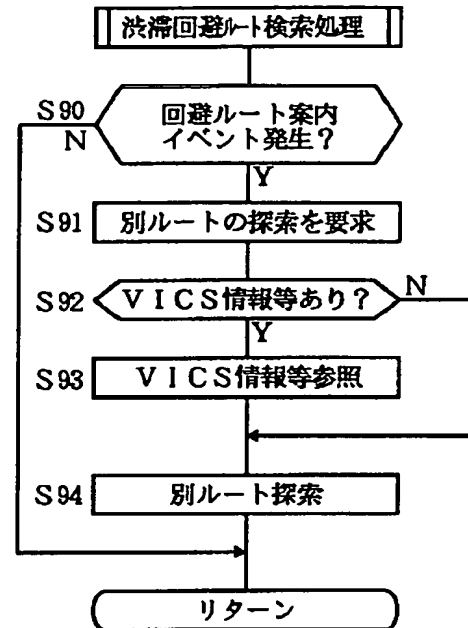 渋滞回避ルート検索処理
S90
回避ルート案内
イベント発生？
N
Y
S91
別ルートの探索を要求
S92
ＶＩＣＳ情報等あり？
N
Y
S93
ＶＩＣＳ情報等参照
S94
別ルート探索
リターン